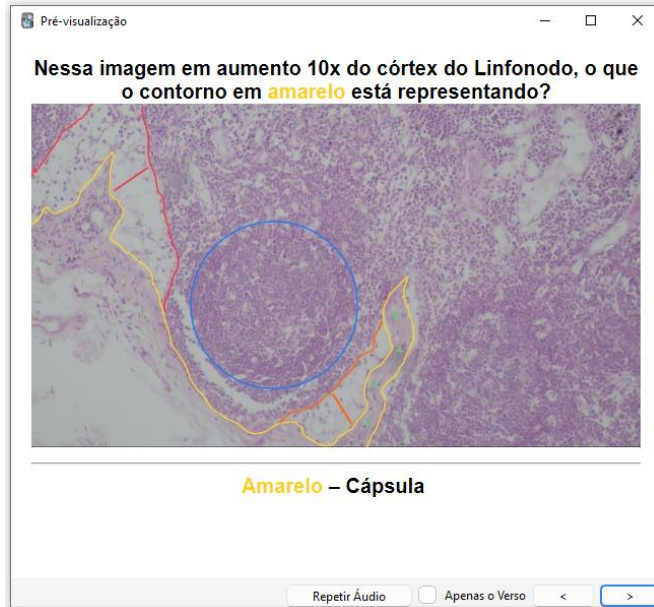 Pré-visualização
Nessa imagem em aumento 10x do córtex do Linfonodo, o que
o contorno em amarelo está representando?
Amarelo – Cápsula
Repetir Áudio
Apenas o Verso
<
>